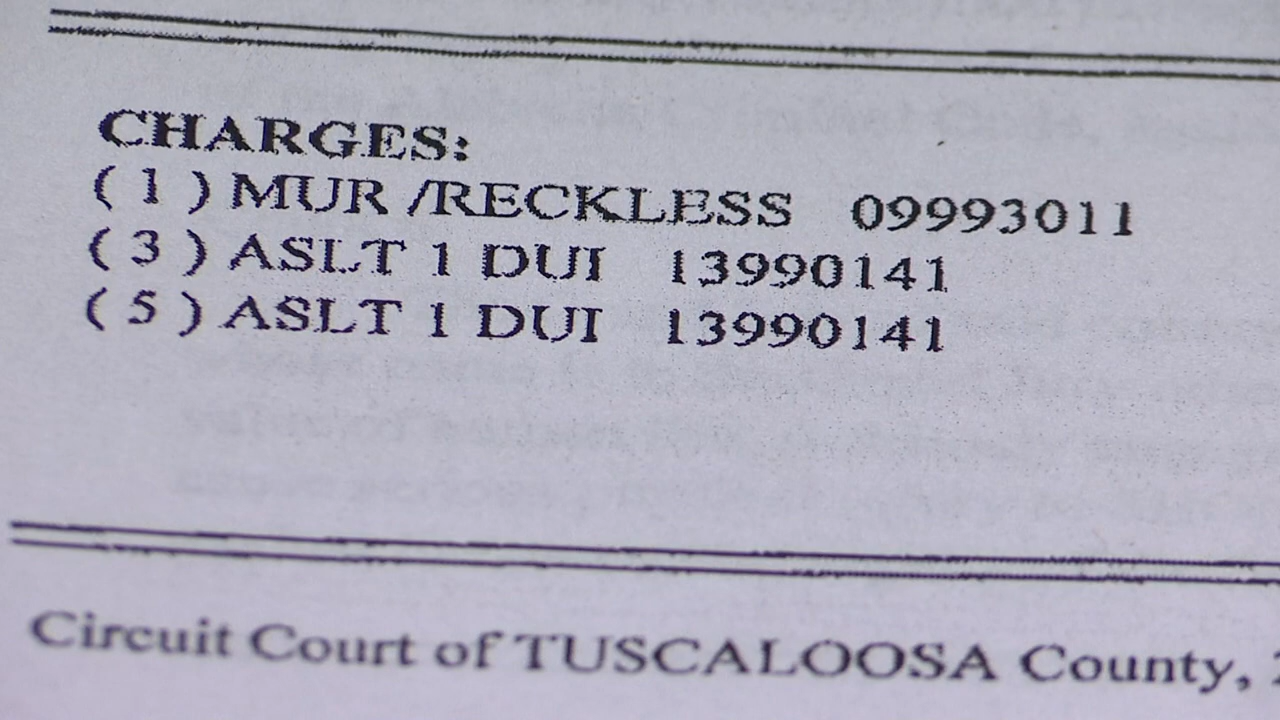 CHARGES:
( 1 ) MUR /RECKLESS 09993011
( 3 ) ASLT 1 DUI 13990141
( 5 ) ASLT 1 DUI 13990141
Circuit Court of TUSCALOOSA County,